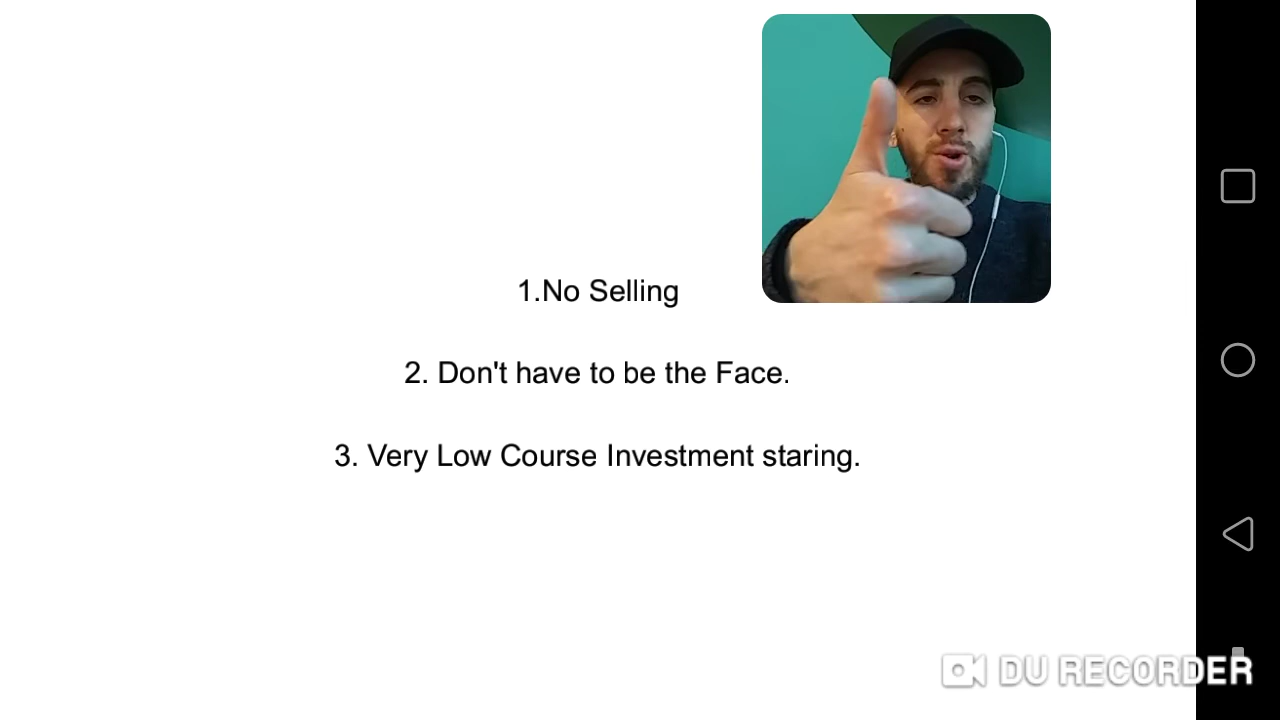 1.No Selling
2. Don't have to be the Face.
3. Very Low Course Investment staring.
DU RECORDER